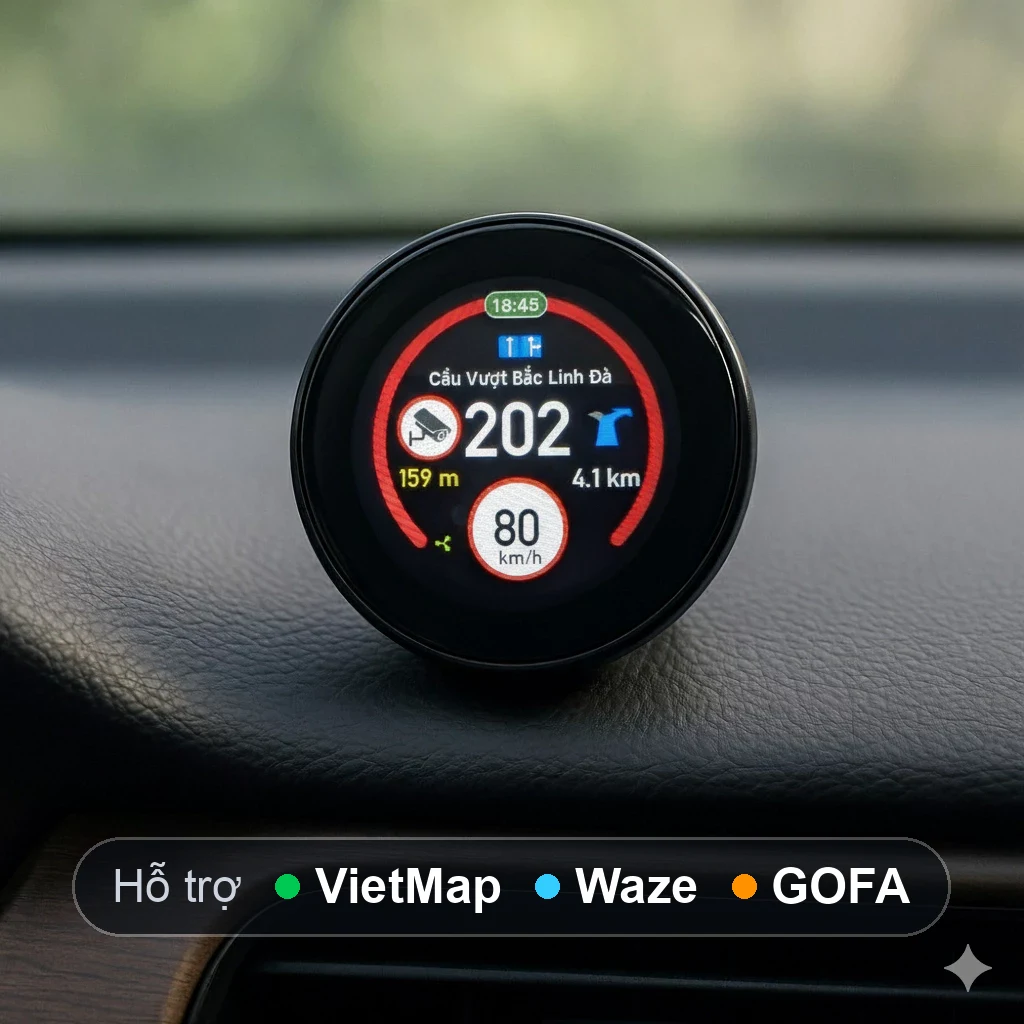 18:45
Cầu Vượt Bắc Linh Đà
202
159 m
4.1 km
80
km/h
Hỗ trợ VietMap Waze GOFA